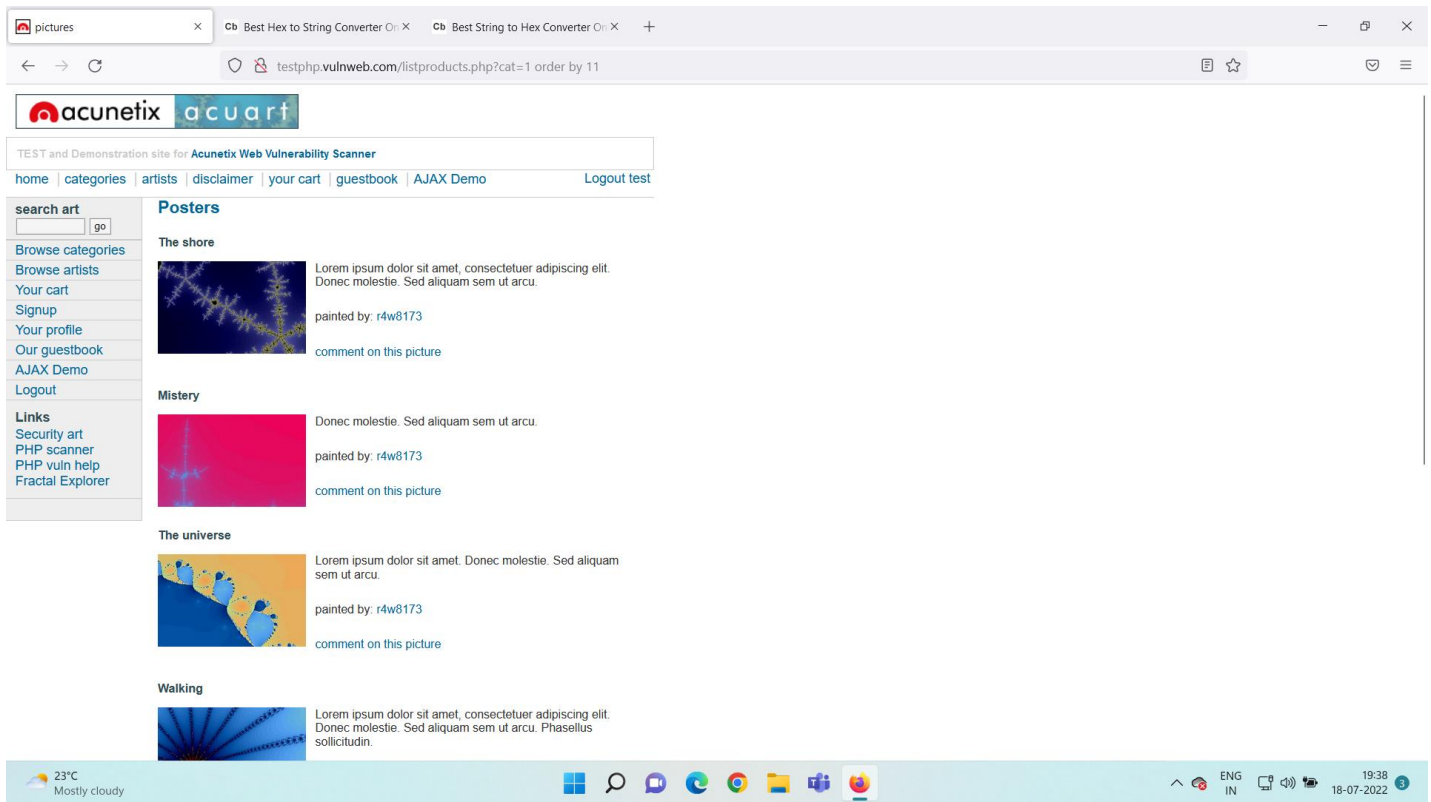 pictures
Cb Best Hex to String Converter On
Cb Best String to Hex Converter On
testphp.vulnweb.com/listproducts.php?cat=1 order by 11
acunetix acuart
TEST and Demonstration site for Acunetix Web Vulnerability Scanner
home | categories | artists | disclaimer | your cart | guestbook | AJAX Demo
Logout test
search art
go
Browse categories
Browse artists
Your cart
Signup
Your profile
Our guestbook
AJAX Demo
Logout
Links
Security art
PHP scanner
PHP vuln help
Fractal Explorer
Posters
The shore
Lorem ipsum dolor sit amet, consectetuer adipiscing elit.
Donec molestie. Sed aliquam sem ut arcu.
painted by: r4w8173
comment on this picture
Mistery
Donec molestie. Sed aliquam sem ut arcu.
painted by: r4w8173
comment on this picture
The universe
Lorem ipsum dolor sit amet. Donec molestie. Sed aliquam
sem ut arcu.
painted by: r4w8173
comment on this picture
Walking
Lorem ipsum dolor sit amet, consectetuer adipiscing elit.
Donec molestie. Sed aliquam sem ut arcu. Phasellus
sollicitudin.
23°C
Mostly cloudy
ENG
IN
19:38
18-07-2022
3